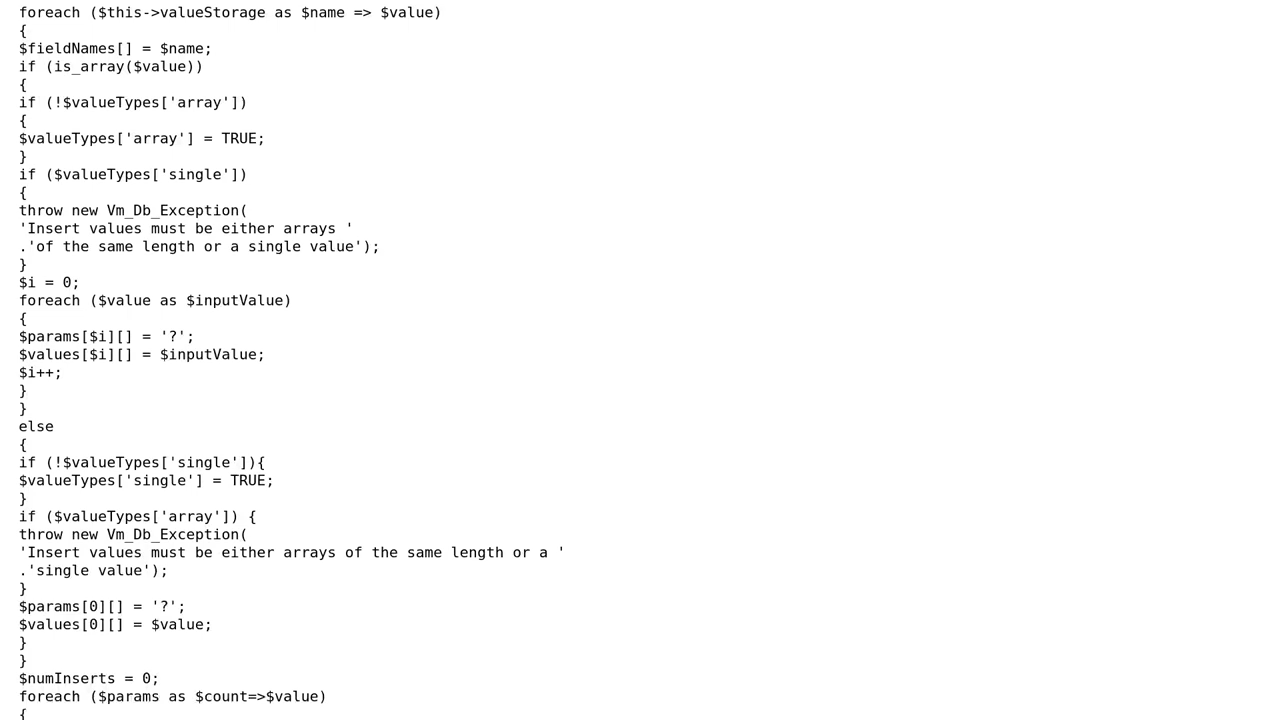 foreach ($this->valueStorage as $name => $value)
{
$fieldNames[] = $name;
if (is_array($value))
{
if (!$valueTypes['array'])
{
$valueTypes['array'] = TRUE;
}
if ($valueTypes['single'])
{
throw new Vm_Db_Exception(
'Insert values must be either arrays '
.'of the same length or a single value');
}
$i = 0;
foreach ($value as $inputValue)
{
$params[$i][] = '?';
$values[$i][] = $inputValue;
$i++;
}
}
else
{
if (!$valueTypes['single']){
$valueTypes['single'] = TRUE;
}
if ($valueTypes['array']) {
throw new Vm_Db_Exception(
'Insert values must be either arrays of the same length or a '
.'single value');
}
$params[0][] = '?';
$values[0][] = $value;
}
}
$numInserts = 0;
foreach ($params as $count=>$value)
{